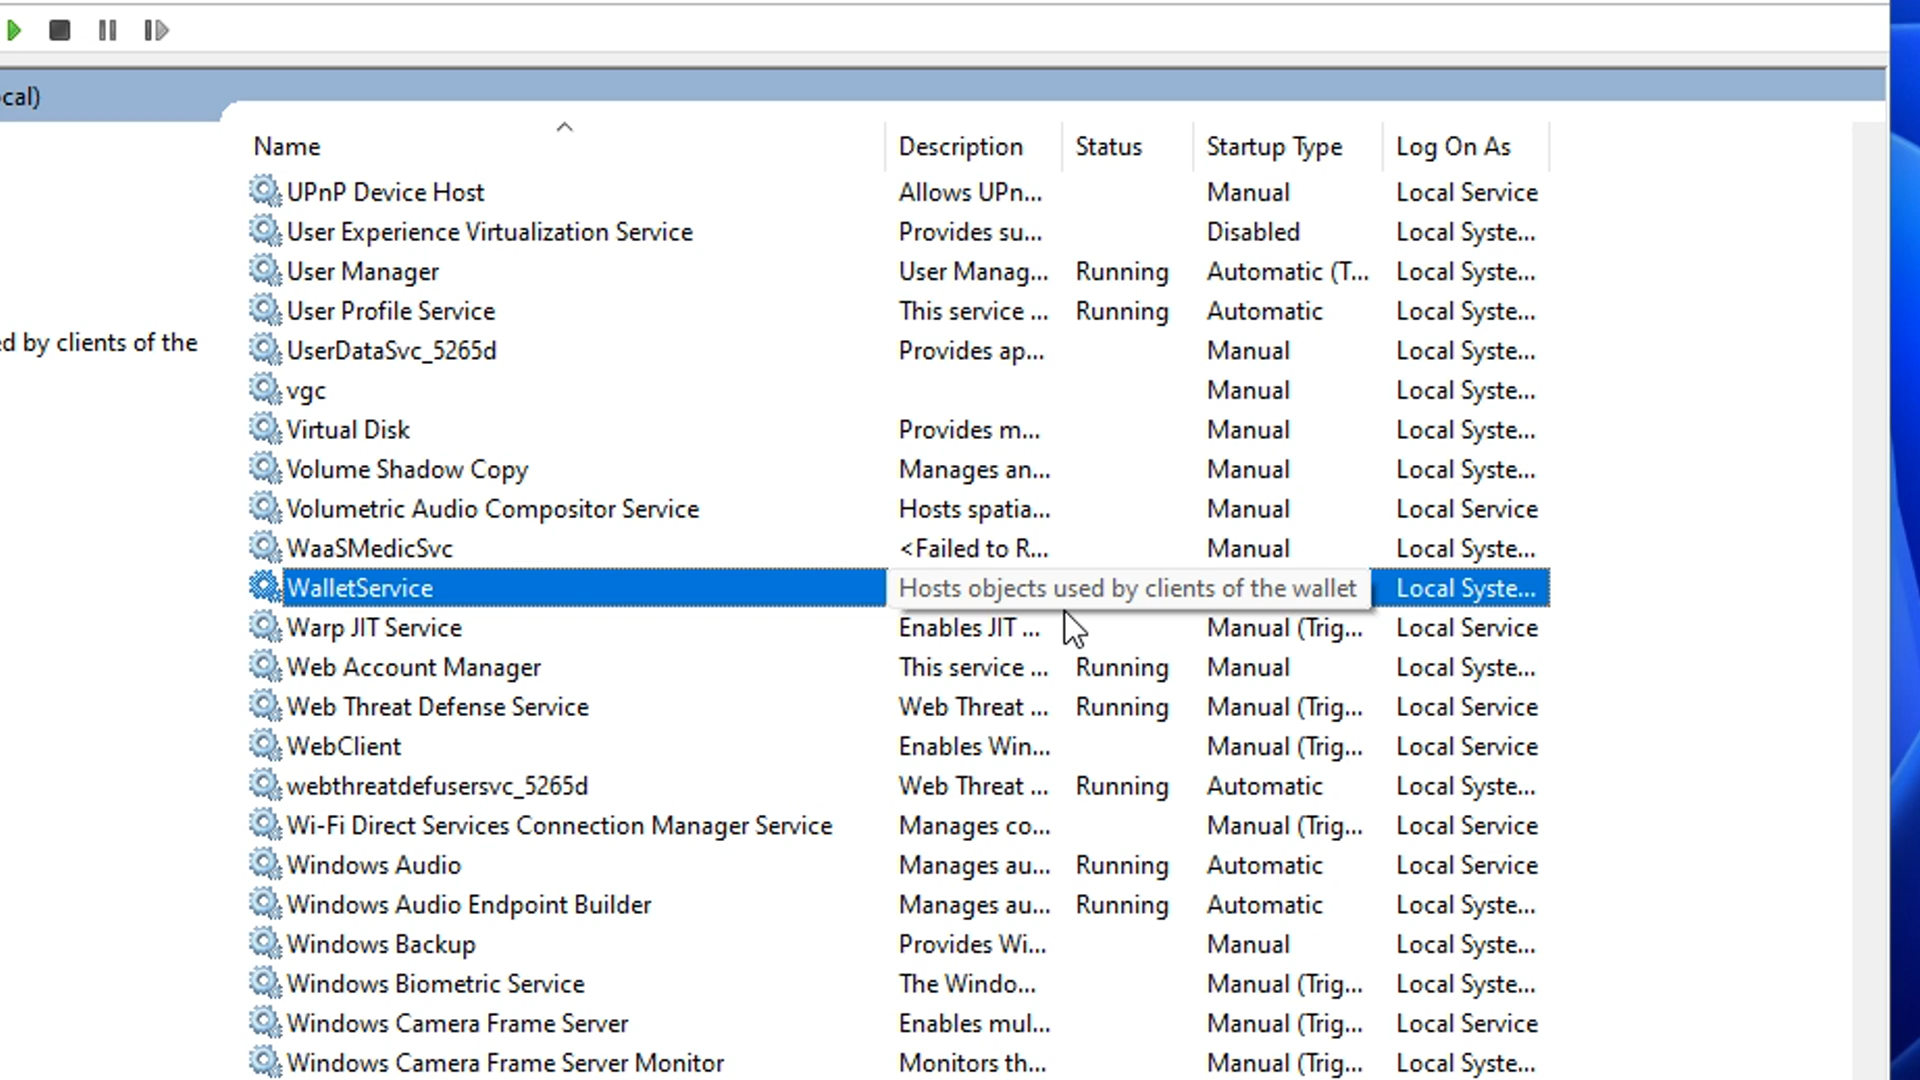 cal)
Name Description Status Startup Type Log On As
UPnP Device Host Allows UPn... Manual Local Service
User Experience Virtualization Service Provides su... Disabled Local Syste...
User Manager User Manag... Running Automatic (T... Local Syste...
User Profile Service This service ... Running Automatic Local Syste...
ed by clients of the
UserDataSvc_5265d Provides ap... Manual Local Syste...
vgc Manual Local Syste...
Virtual Disk Provides m... Manual Local Syste...
Volume Shadow Copy Manages an... Manual Local Syste...
Volumetric Audio Compositor Service Hosts spatia... Manual Local Service
WaaSMedicSvc <Failed to R... Manual Local Syste...
WalletService Hosts objects used by clients of the wallet Local Syste...
Warp JIT Service Enables JIT ... Manual (Trig... Local Service
Web Account Manager This service ... Running Manual Local Syste...
Web Threat Defense Service Web Threat ... Running Manual (Trig... Local Service
WebClient Enables Win... Manual (Trig... Local Service
webthreatdefusersvc_5265d Web Threat ... Running Automatic Local Syste...
Wi-Fi Direct Services Connection Manager Service Manages co... Manual (Trig... Local Service
Windows Audio Manages au... Running Automatic Local Service
Windows Audio Endpoint Builder Manages au... Running Automatic Local Syste...
Windows Backup Provides Wi... Manual Local Syste...
Windows Biometric Service The Windo... Manual (Trig... Local Syste...
Windows Camera Frame Server Enables mul... Manual (Trig... Local Service
Windows Camera Frame Server Monitor Monitors th... Manual (Trig... Local Syste...